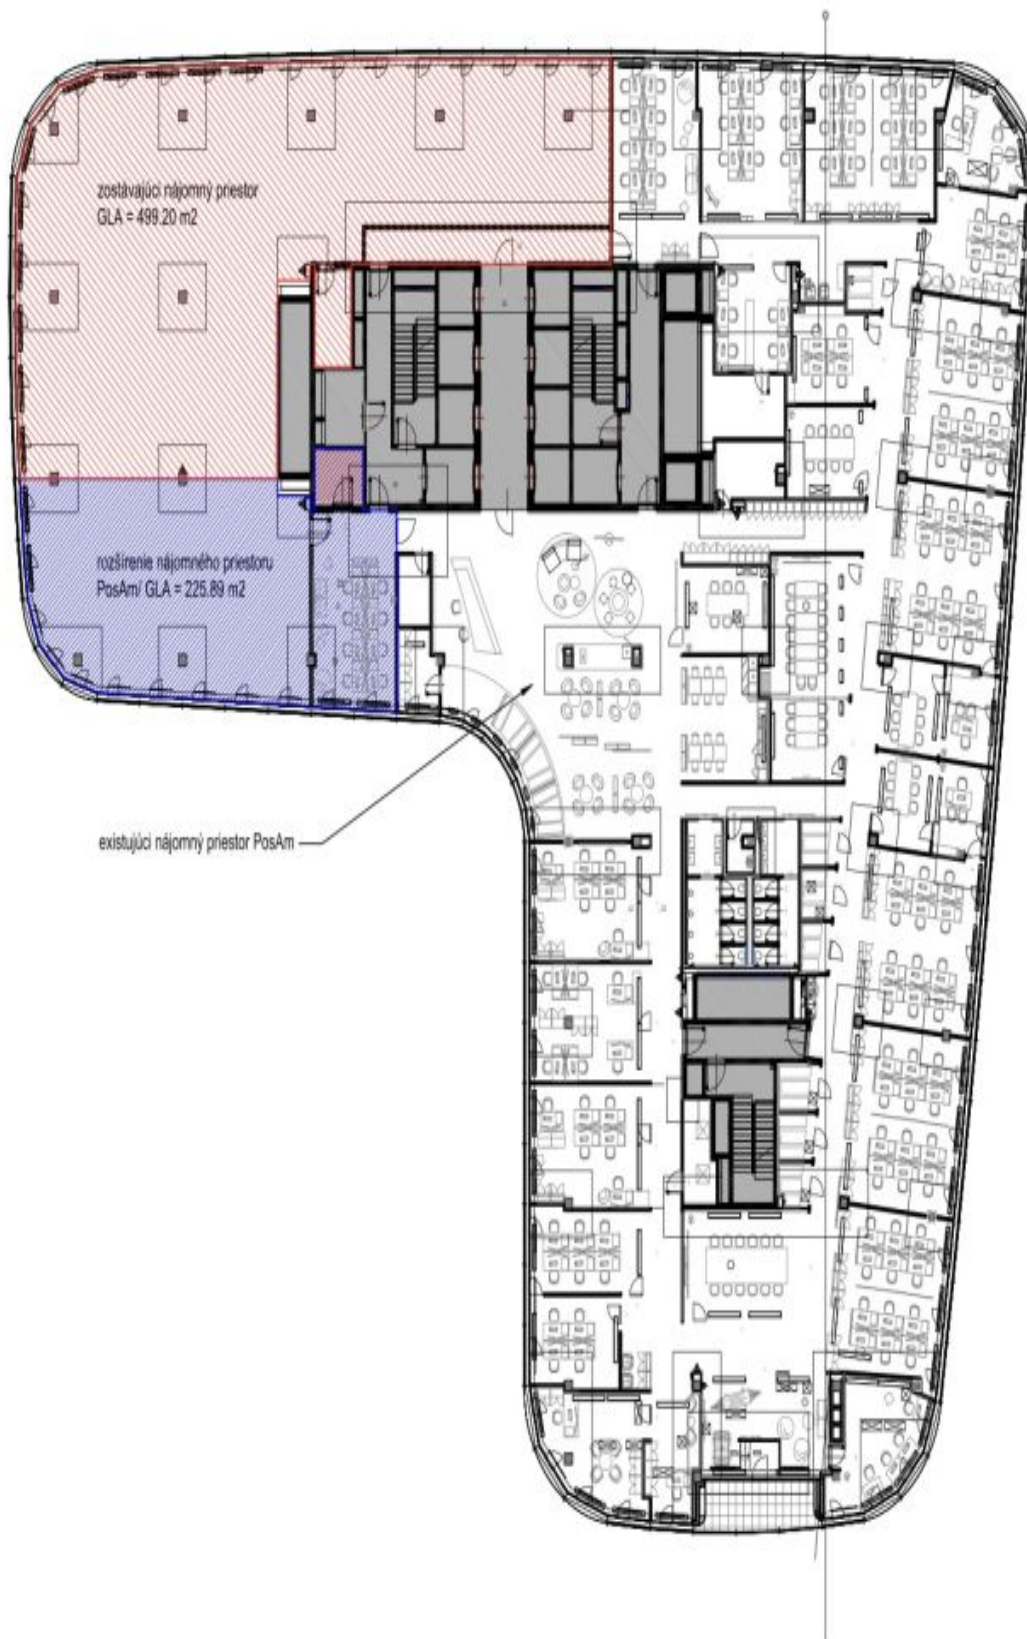 zostávajúci nájomný priestor
GLA = 499.20 m2
rozšírenie nájomného priestoru
PosAm/ GLA = 225.89 m2
existujúci nájomný priestor PosAm